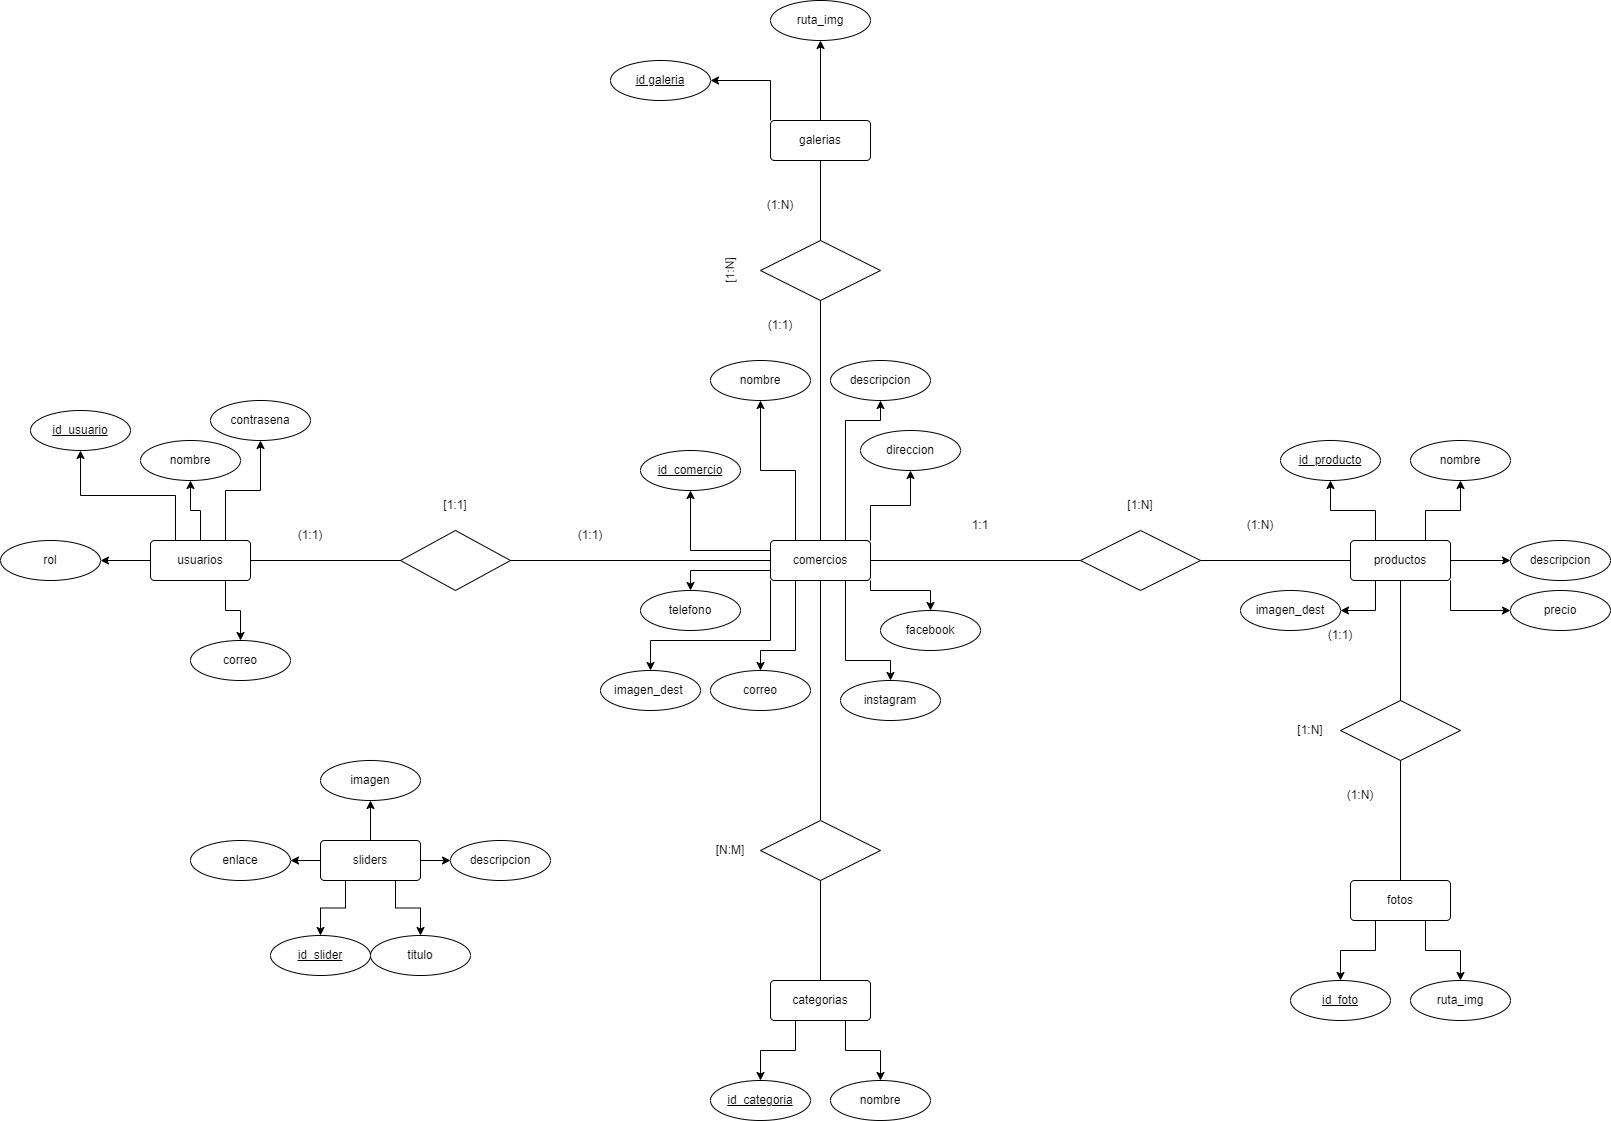 ruta_img
id galeria
galerias
(1:N)
[1:N]
(1:1)
nombre
descripcion
direccion
id_comercio
contrasena
id_usuario
nombre
[1:1]
(1:1)
(1:1)
usuarios
rol
correo
comercios
1:1
[1:N]
(1:N)
id_producto
nombre
productos
descripcion
imagen_dest
precio
(1:1)
telefono
facebook
imagen_dest
correo
instagram
[1:N]
(1:N)
imagen
enlace
sliders
descripcion
id_slider
titulo
[N:M]
fotos
id_foto
ruta_img
categorias
id_categoria
nombre